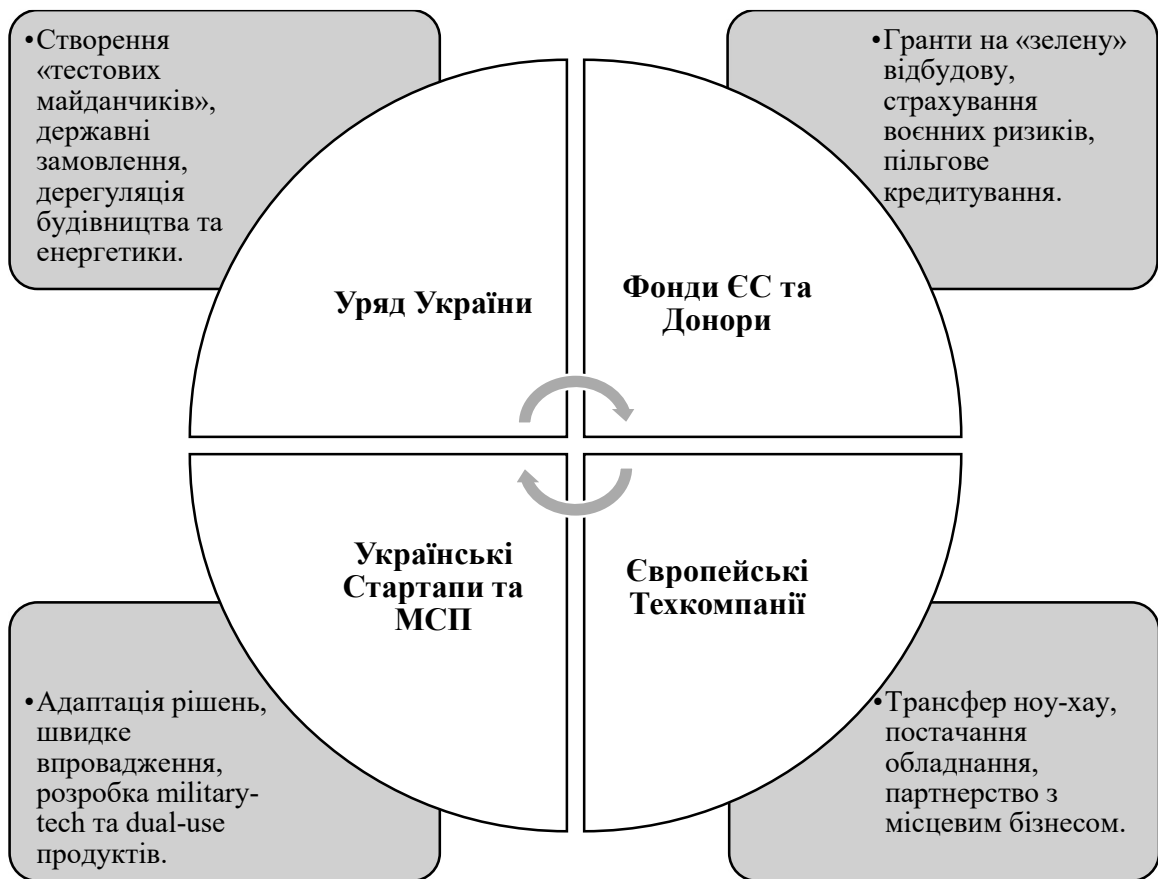 •Створення
«тестових
майданчиків»,
державні
замовлення,
дерегуляція
будівництва та
енергетики.
•Гранти на «зелену»
відбудову,
страхування
воєнних ризиків,
пільгове
кредитування.
Уряд України
Фонди ЄС та
Донори
Українські
Стартапи та
МСП
Європейські
Техкомпанії
•Адаптація рішень,
швидке
впровадження,
розробка military-
tech та dual-use
продуктів.
•Трансфер ноу-хау,
постачання
обладнання,
партнерство з
місцевим бізнесом.